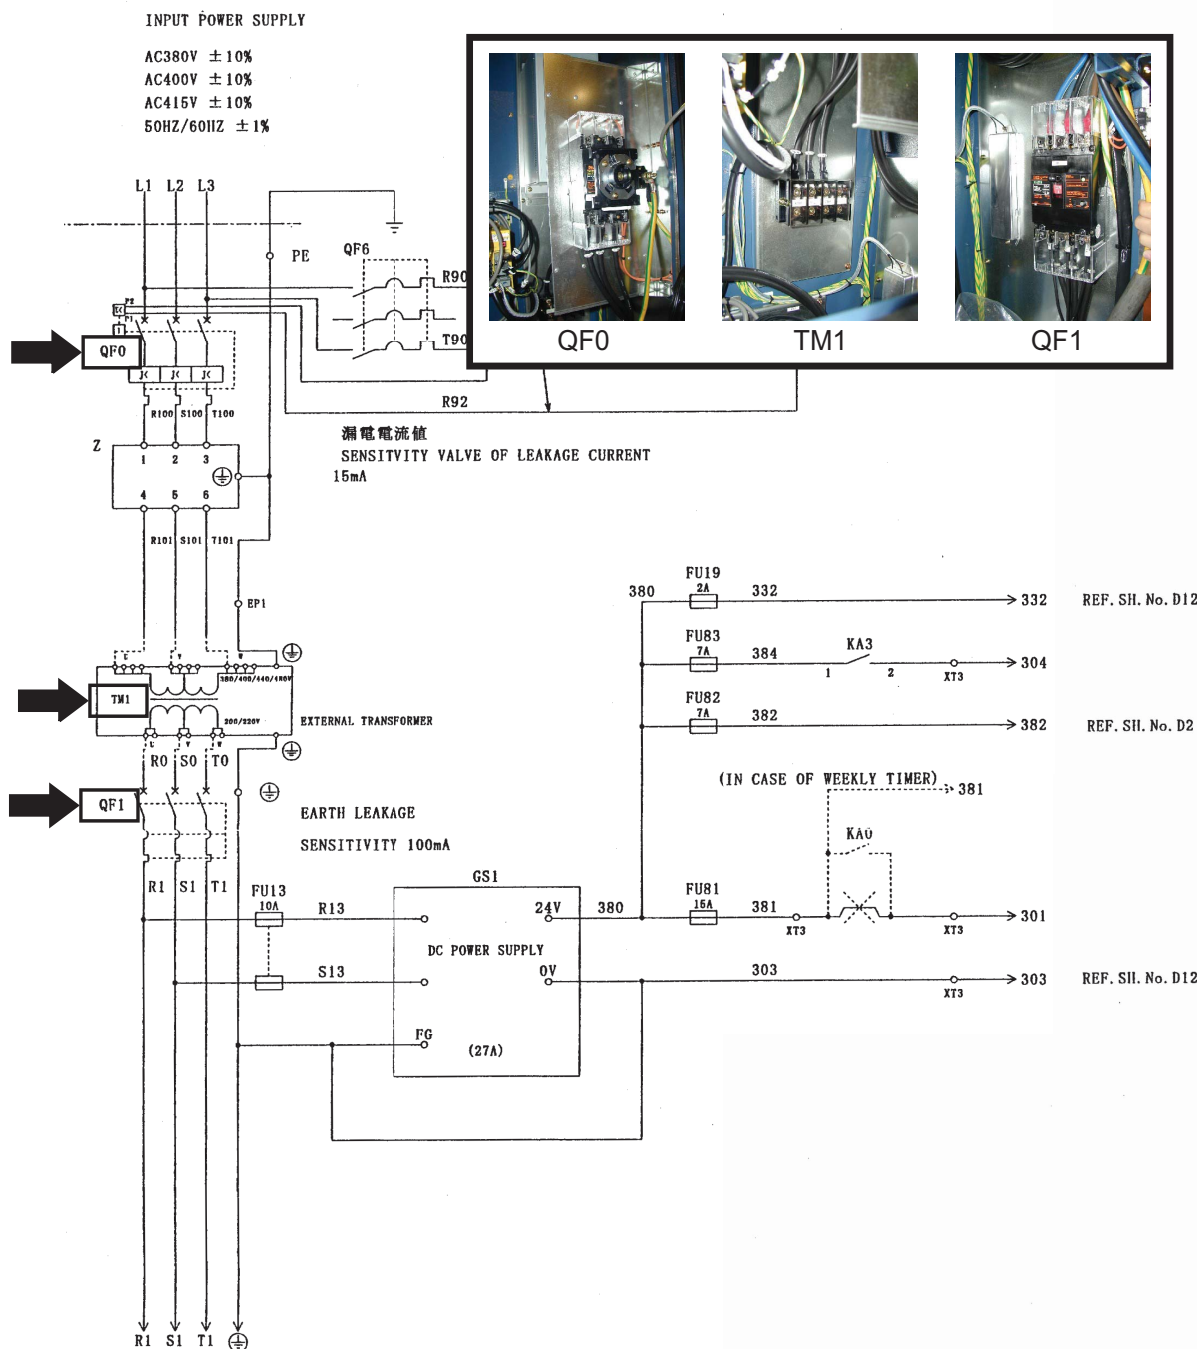 INPUT POWER SUPPLY
AC380V ±10%
AC400V ±10%
AC415V ±10%
50HZ/60HZ ±1%
L1 L2 L3
PE
QF6
R90
T90
P2
P1
QF0
QF0 TM1 QF1
R92
R100 S100 T100
漏電電流値
SENSITVITY VALVE OF LEAKAGE CURRENT
15mA
Z
1 2 3
4 5 6
R101 S101 T101
EP1
U V W
380/400/440/480V
TM1
200/220V
EXTERNAL TRANSFORMER
U V W
R0 S0 T0
QF1
EARTH LEAKAGE
SENSITIVITY 100mA
R1 S1 T1
FU13
10A
R13
S13
GS1
24V
DC POWER SUPPLY
0V
FG
(27A)
380
380
FU19
2A
332
332 REF. SH. No. D12
FU83
7A
384
KA3
1 2
XT3
304
FU82
7A
382
382 REF. SH. No. D2
(IN CASE OF WEEKLY TIMER)
381
KA0
FU81
15A
381
XT3
XT3
301
303
XT3
303 REF. SH. No. D12
R1 S1 T1